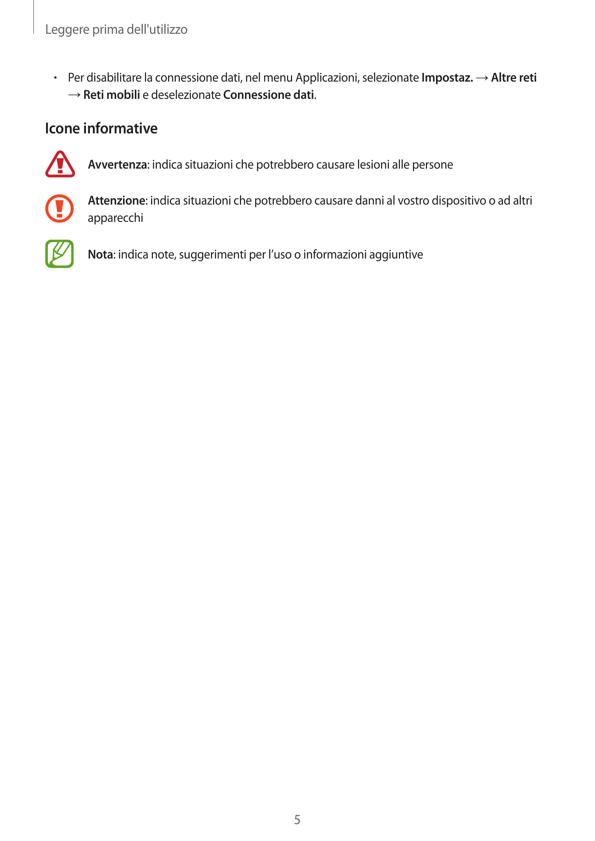 Leggere prima dell'utilizzo
• Per disabilitare la connessione dati, nel menu Applicazioni, selezionate Impostaz. → Altre reti
→ Reti mobili e deselezionate Connessione dati.
Icone informative
Avvertenza: indica situazioni che potrebbero causare lesioni alle persone
Attenzione: indica situazioni che potrebbero causare danni al vostro dispositivo o ad altri
apparecchi
Nota: indica note, suggerimenti per l’uso o informazioni aggiuntive
5